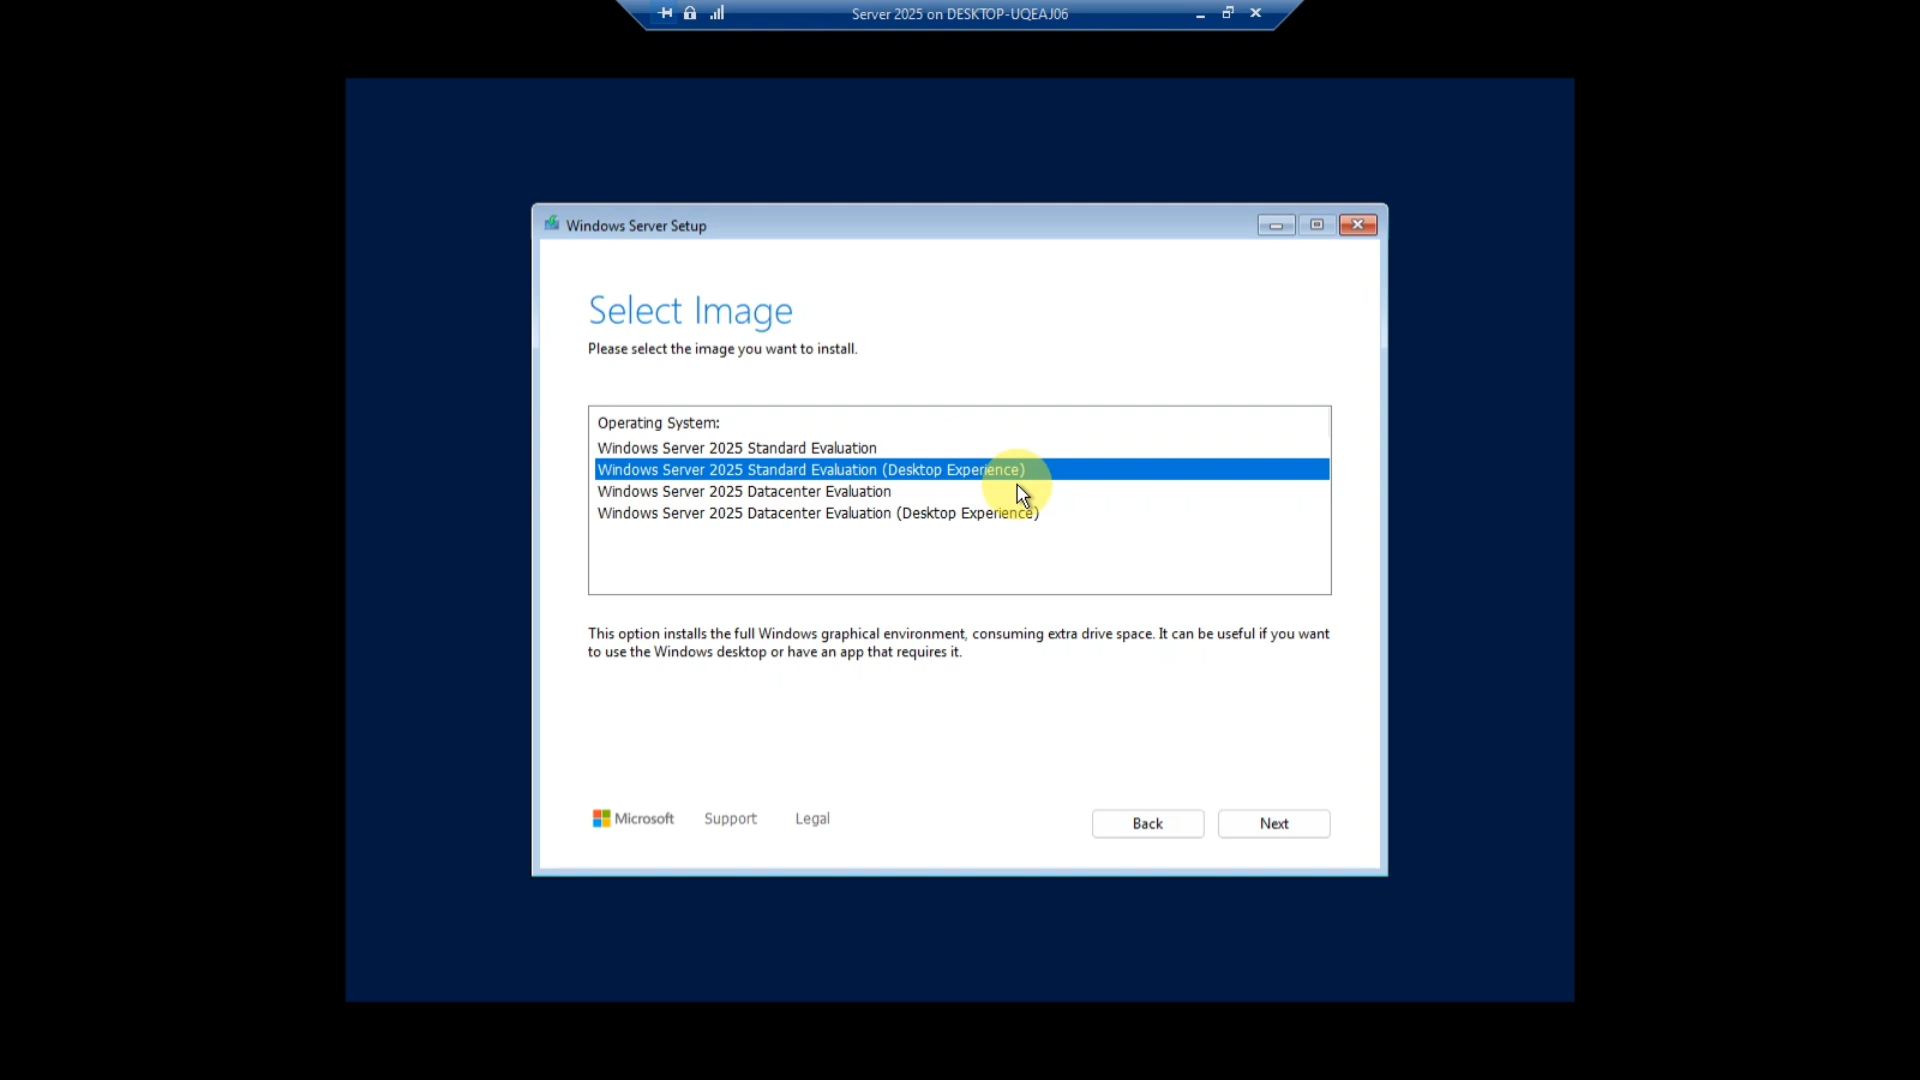 Server 2025 on DESKTOP-UQEAJ06
Windows Server Setup
Select Image
Please select the image you want to install.
Operating System:
Windows Server 2025 Standard Evaluation
Windows Server 2025 Standard Evaluation (Desktop Experience)
Windows Server 2025 Datacenter Evaluation
Windows Server 2025 Datacenter Evaluation (Desktop Experience)
This option installs the full Windows graphical environment, consuming extra drive space. It can be useful if you want
to use the Windows desktop or have an app that requires it.
Microsoft Support Legal Back Next